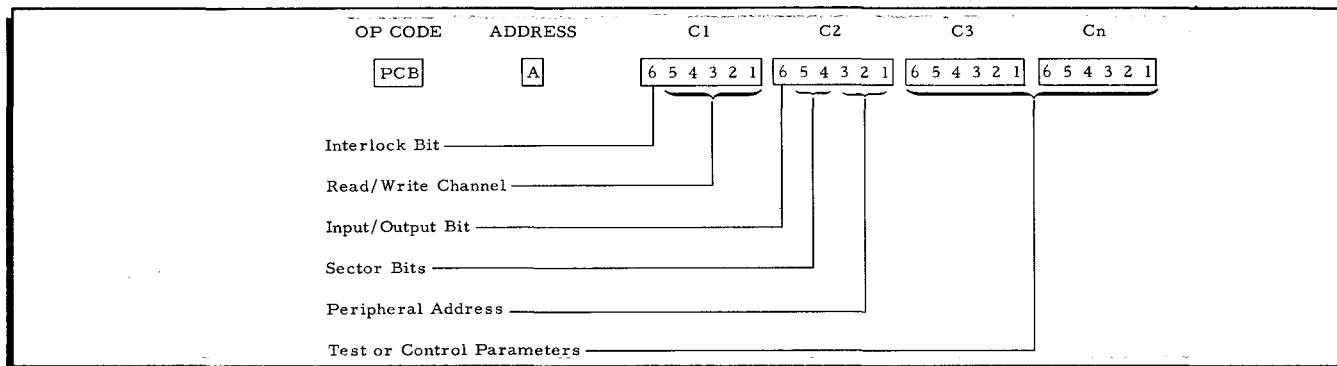 OP CODE ADDRESS C1 C2 C3 Cn
PCB A 6 5 4 3 2 1 6 5 4 3 2 1 6 5 4 3 2 1 6 5 4 3 2 1
Interlock Bit
Read/Write Channel
Input/Output Bit
Sector Bits
Peripheral Address
Test or Control Parameters